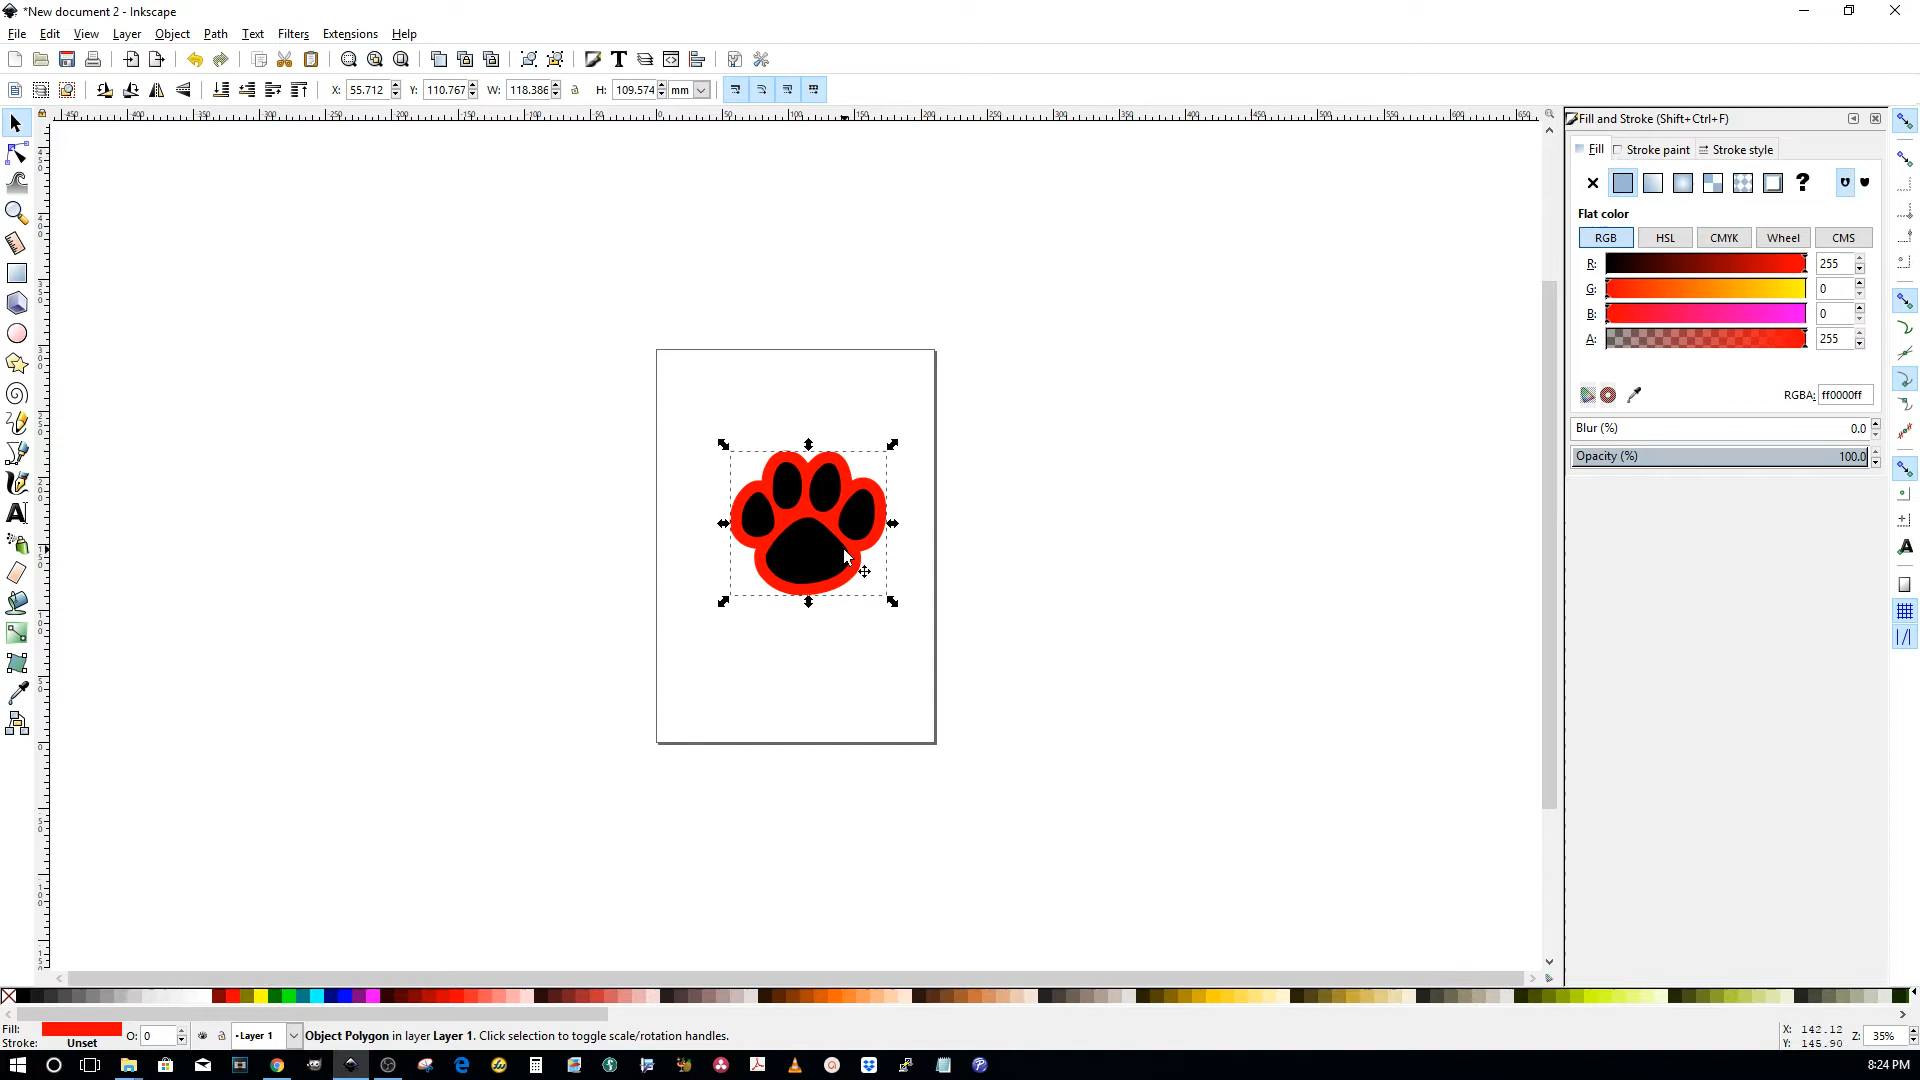 *New document 2 - Inkscape
File Edit View Layer Object Path Text Filters Extensions Help
X: 55.712 Y: 110.767 W: 118.386 H: 109.574 mm
Fill and Stroke (Shift+Ctrl+F)
Fill Stroke paint Stroke style
?
Flat color
RGB HSL CMYK Wheel CMS
R: 255
G: 0
B: 0
A: 255
RGBA: ff0000ff
Blur (%) 0.0
Opacity (%) 100.0
Fill: O: 0 Layer 1 Object Polygon in layer Layer 1. Click selection to toggle scale/rotation handles. X: 142.12 Z: 35%
Stroke: Unset Y: 145.90
8:24 PM